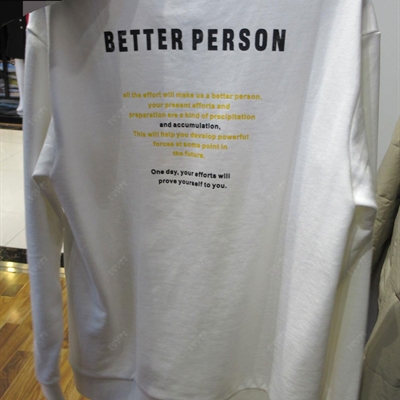 BETTER PERSON
all the effort will make us a better person,
your present efforts and
preparation are a kind of precipitation
and accumulation,
This will help you develop powerful
forces at some point in
the future.
One day, your efforts will
prove yourself to you.